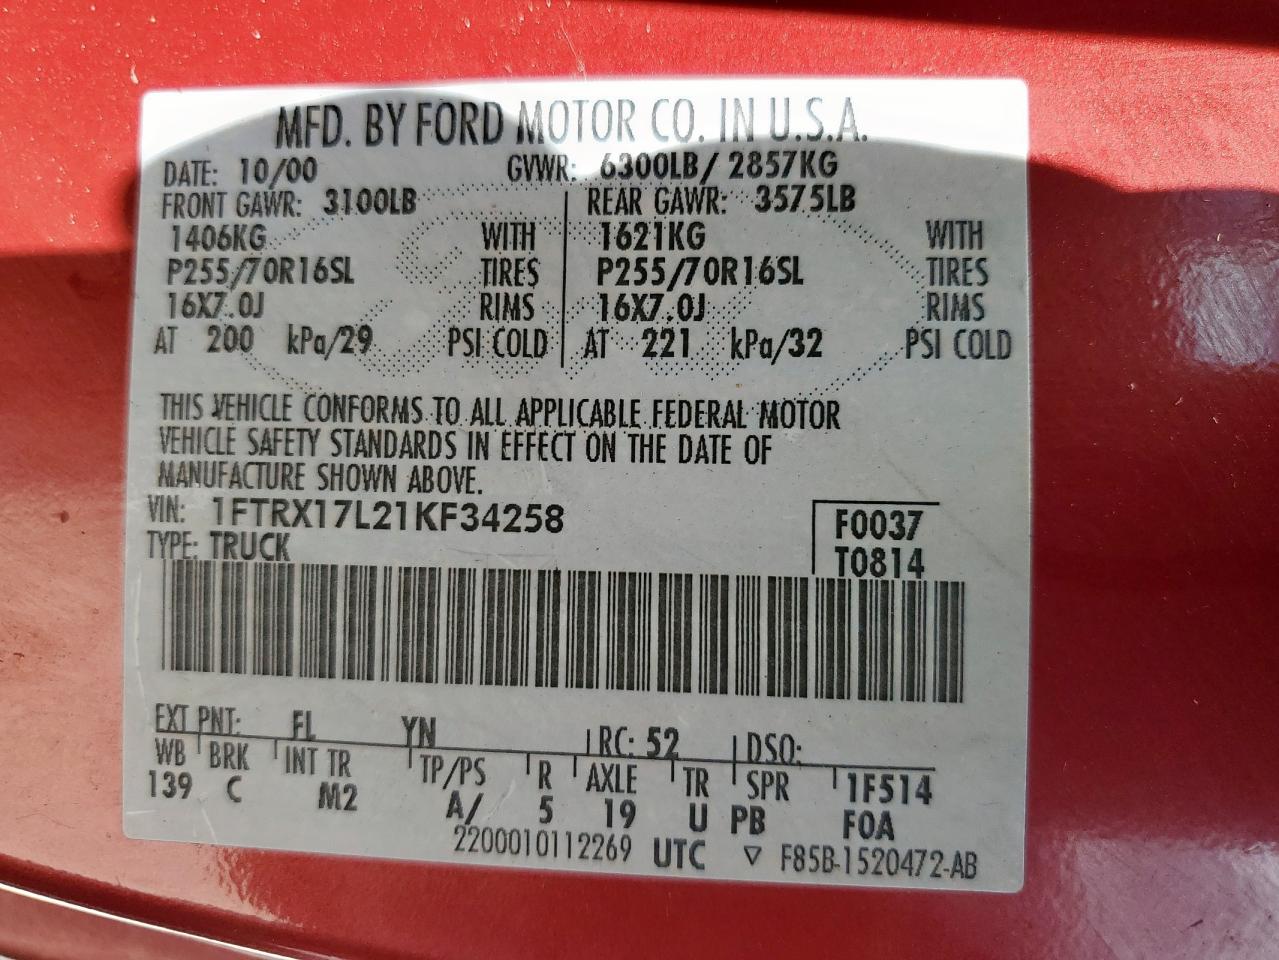 MFD. BY FORD MOTOR CO. IN U.S.A.
DATE: 10/00 GVWR: 6300LB/ 2857KG
FRONT GAWR: 3100LB REAR GAWR: 3575LB
1406KG WITH 1621KG WITH
P255/70R16SL TIRES P255/70R16SL TIRES
16X7.0J RIMS 16X7.0J RIMS
AT 200 kPa/29 PSI COLD AT 221 kPa/32 PSI COLD
THIS VEHICLE CONFORMS TO ALL APPLICABLE FEDERAL MOTOR
VEHICLE SAFETY STANDARDS IN EFFECT ON THE DATE OF
MANUFACTURE SHOWN ABOVE.
VIN: 1FTRX17L21KF34258 F0037
TYPE: TRUCK T0814
EXT PNT: FL YN RC: 52 DSO:
WB BRK INT TR TP/PS R AXLE TR SPR 1F514
139 C M2 A/ 5 19 U PB F0A
2200010112269 UTC ▽ F85B-1520472-AB